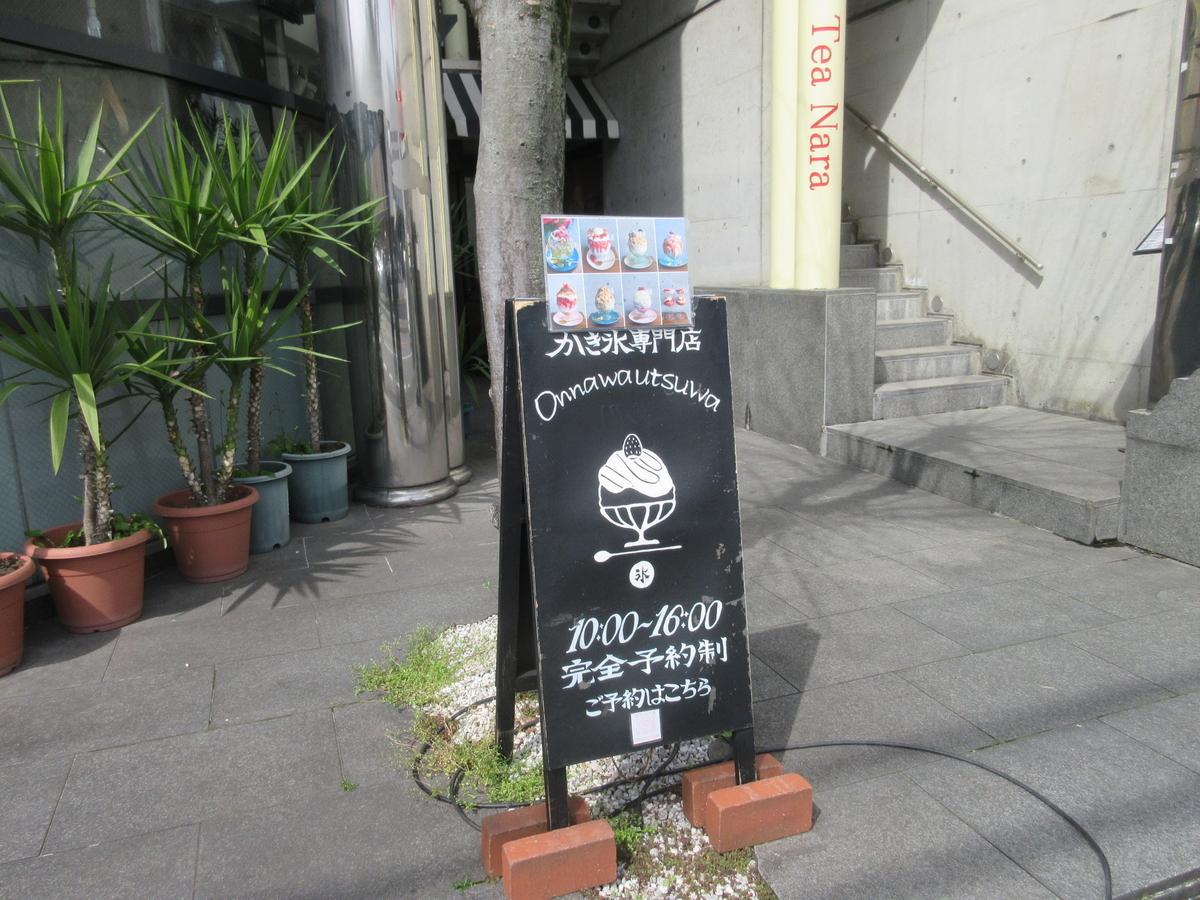 Tea Nara
かき氷専門店
Onnawautsuwa
氷
10:00~16:00
完全予約制
ご予約はこちら